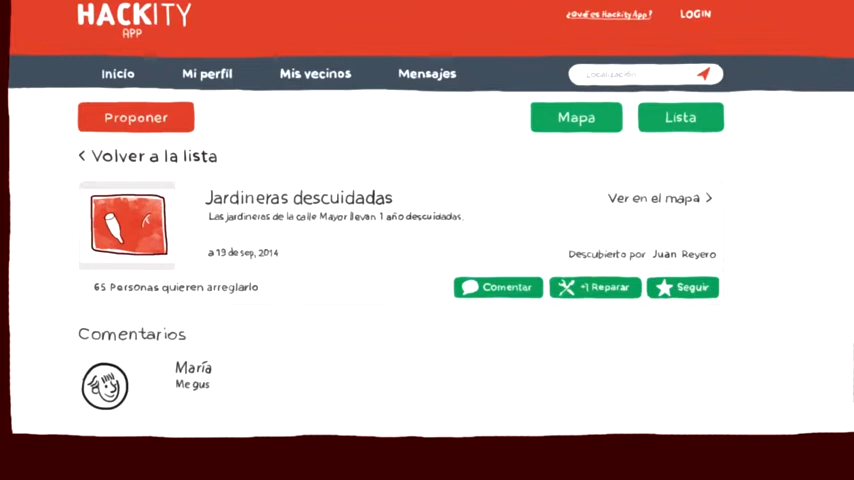 HACKITY
APP
¿Qué es HackityApp?
LOGIN
Inicio
Mi perfil
Mis vecinos
Mensajes
Localización
Proponer
Mapa
Lista
< Volver a la lista
Jardineras descuidadas
Ver en el mapa >
Las jardineras de la calle Mayor llevan 1 año descuidadas.
a 19 de sep, 2014
Descubierto por Juan Reyero
65 Personas quieren arreglarlo
Comentar
+1 Reparar
Seguir
Comentarios
María
Me gus